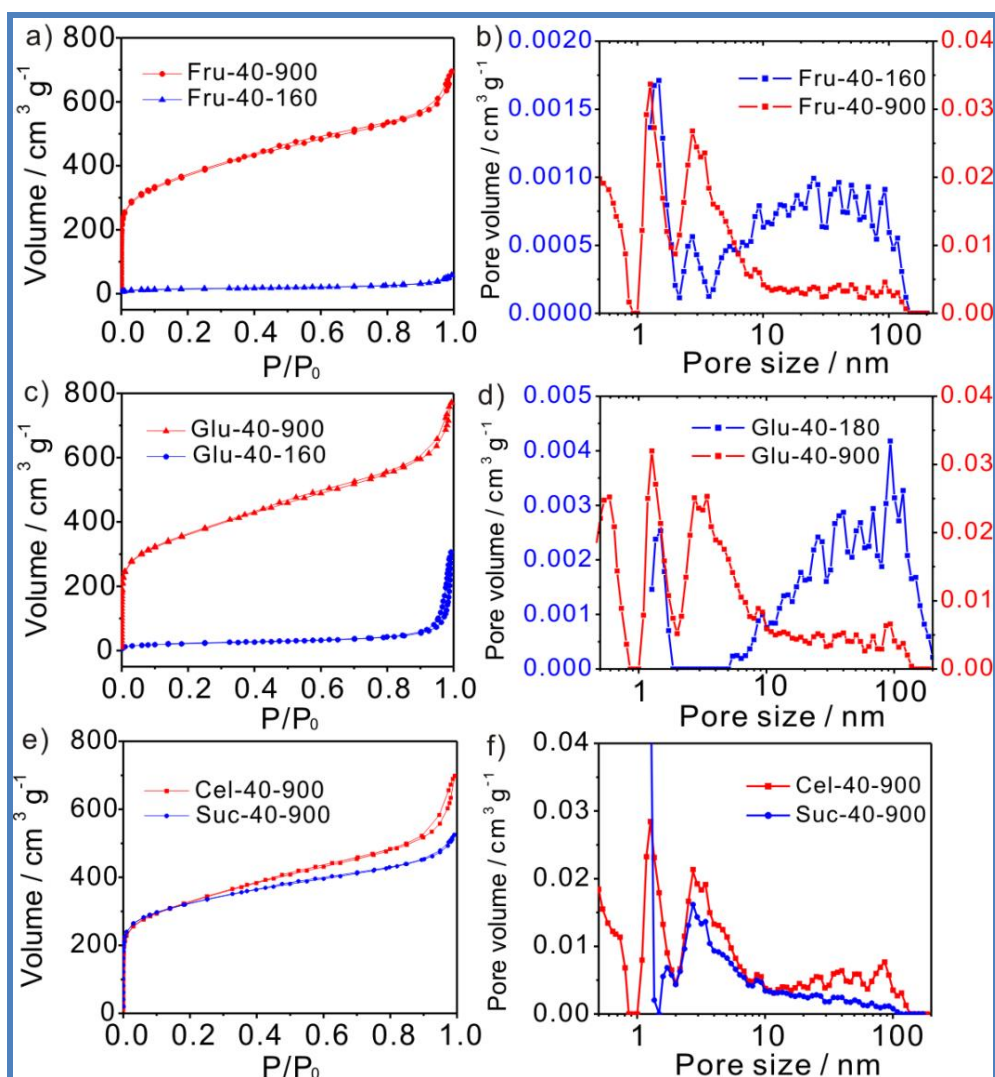 a)
800
600
400
200
0
Volume / cm³ g⁻¹
Fru-40-900
Fru-40-160
0.0 0.2 0.4 0.6 0.8 1.0
P/P₀
b)
0.0020
0.0015
0.0010
0.0005
0.0000
Pore volume / cm³ g⁻¹
Fru-40-160
Fru-40-900
0.04
0.03
0.02
0.01
0.00
1 10 100
Pore size / nm
c)
800
600
400
200
0
Volume / cm³ g⁻¹
Glu-40-900
Glu-40-160
0.0 0.2 0.4 0.6 0.8 1.0
P/P₀
d)
0.005
0.004
0.003
0.002
0.001
0.000
Pore volume / cm³ g⁻¹
Glu-40-180
Glu-40-900
0.04
0.03
0.02
0.01
0.00
1 10 100
Pore size / nm
e)
800
600
400
200
0
Volume / cm³ g⁻¹
Cel-40-900
Suc-40-900
0.0 0.2 0.4 0.6 0.8 1.0
P/P₀
f)
0.04
0.03
0.02
0.01
0.00
Pore volume / cm³ g⁻¹
Cel-40-900
Suc-40-900
1 10 100
Pore size / nm